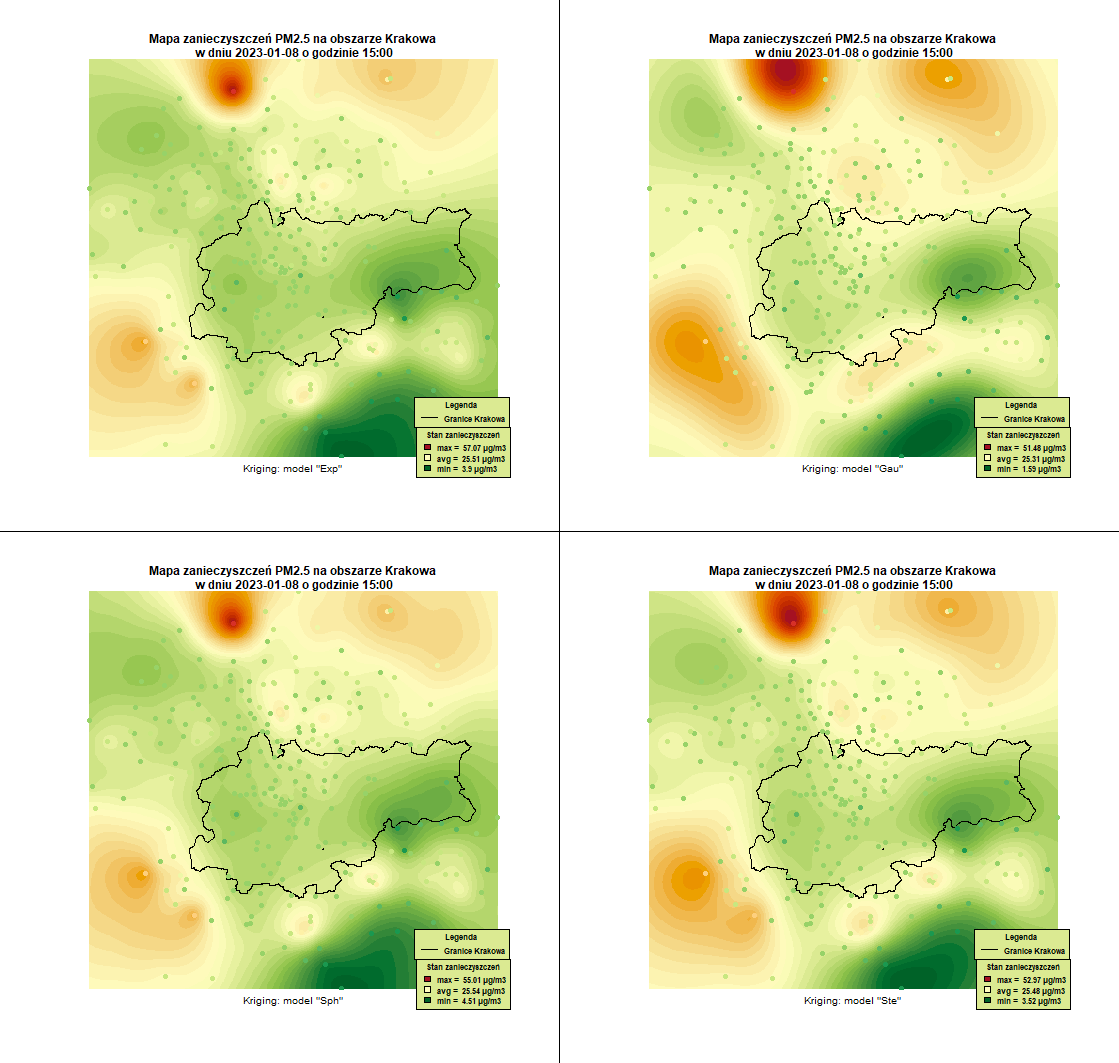 Mapa zanieczyszczeń PM2.5 na obszarze Krakowa
w dniu 2023-01-08 o godzinie 15:00
Legenda
Granice Krakowa
Stan zanieczyszczeń
max = 57.07 µg/m3
avg = 25.51 µg/m3
min = 3.9 µg/m3
Kriging: model "Exp"
Mapa zanieczyszczeń PM2.5 na obszarze Krakowa
w dniu 2023-01-08 o godzinie 15:00
Legenda
Granice Krakowa
Stan zanieczyszczeń
max = 51.48 µg/m3
avg = 25.31 µg/m3
min = 1.59 µg/m3
Kriging: model "Gau"
Mapa zanieczyszczeń PM2.5 na obszarze Krakowa
w dniu 2023-01-08 o godzinie 15:00
Legenda
Granice Krakowa
Stan zanieczyszczeń
max = 55.01 µg/m3
avg = 25.54 µg/m3
min = 4.51 µg/m3
Kriging: model "Sph"
Mapa zanieczyszczeń PM2.5 na obszarze Krakowa
w dniu 2023-01-08 o godzinie 15:00
Legenda
Granice Krakowa
Stan zanieczyszczeń
max = 52.97 µg/m3
avg = 25.48 µg/m3
min = 3.52 µg/m3
Kriging: model "Ste"